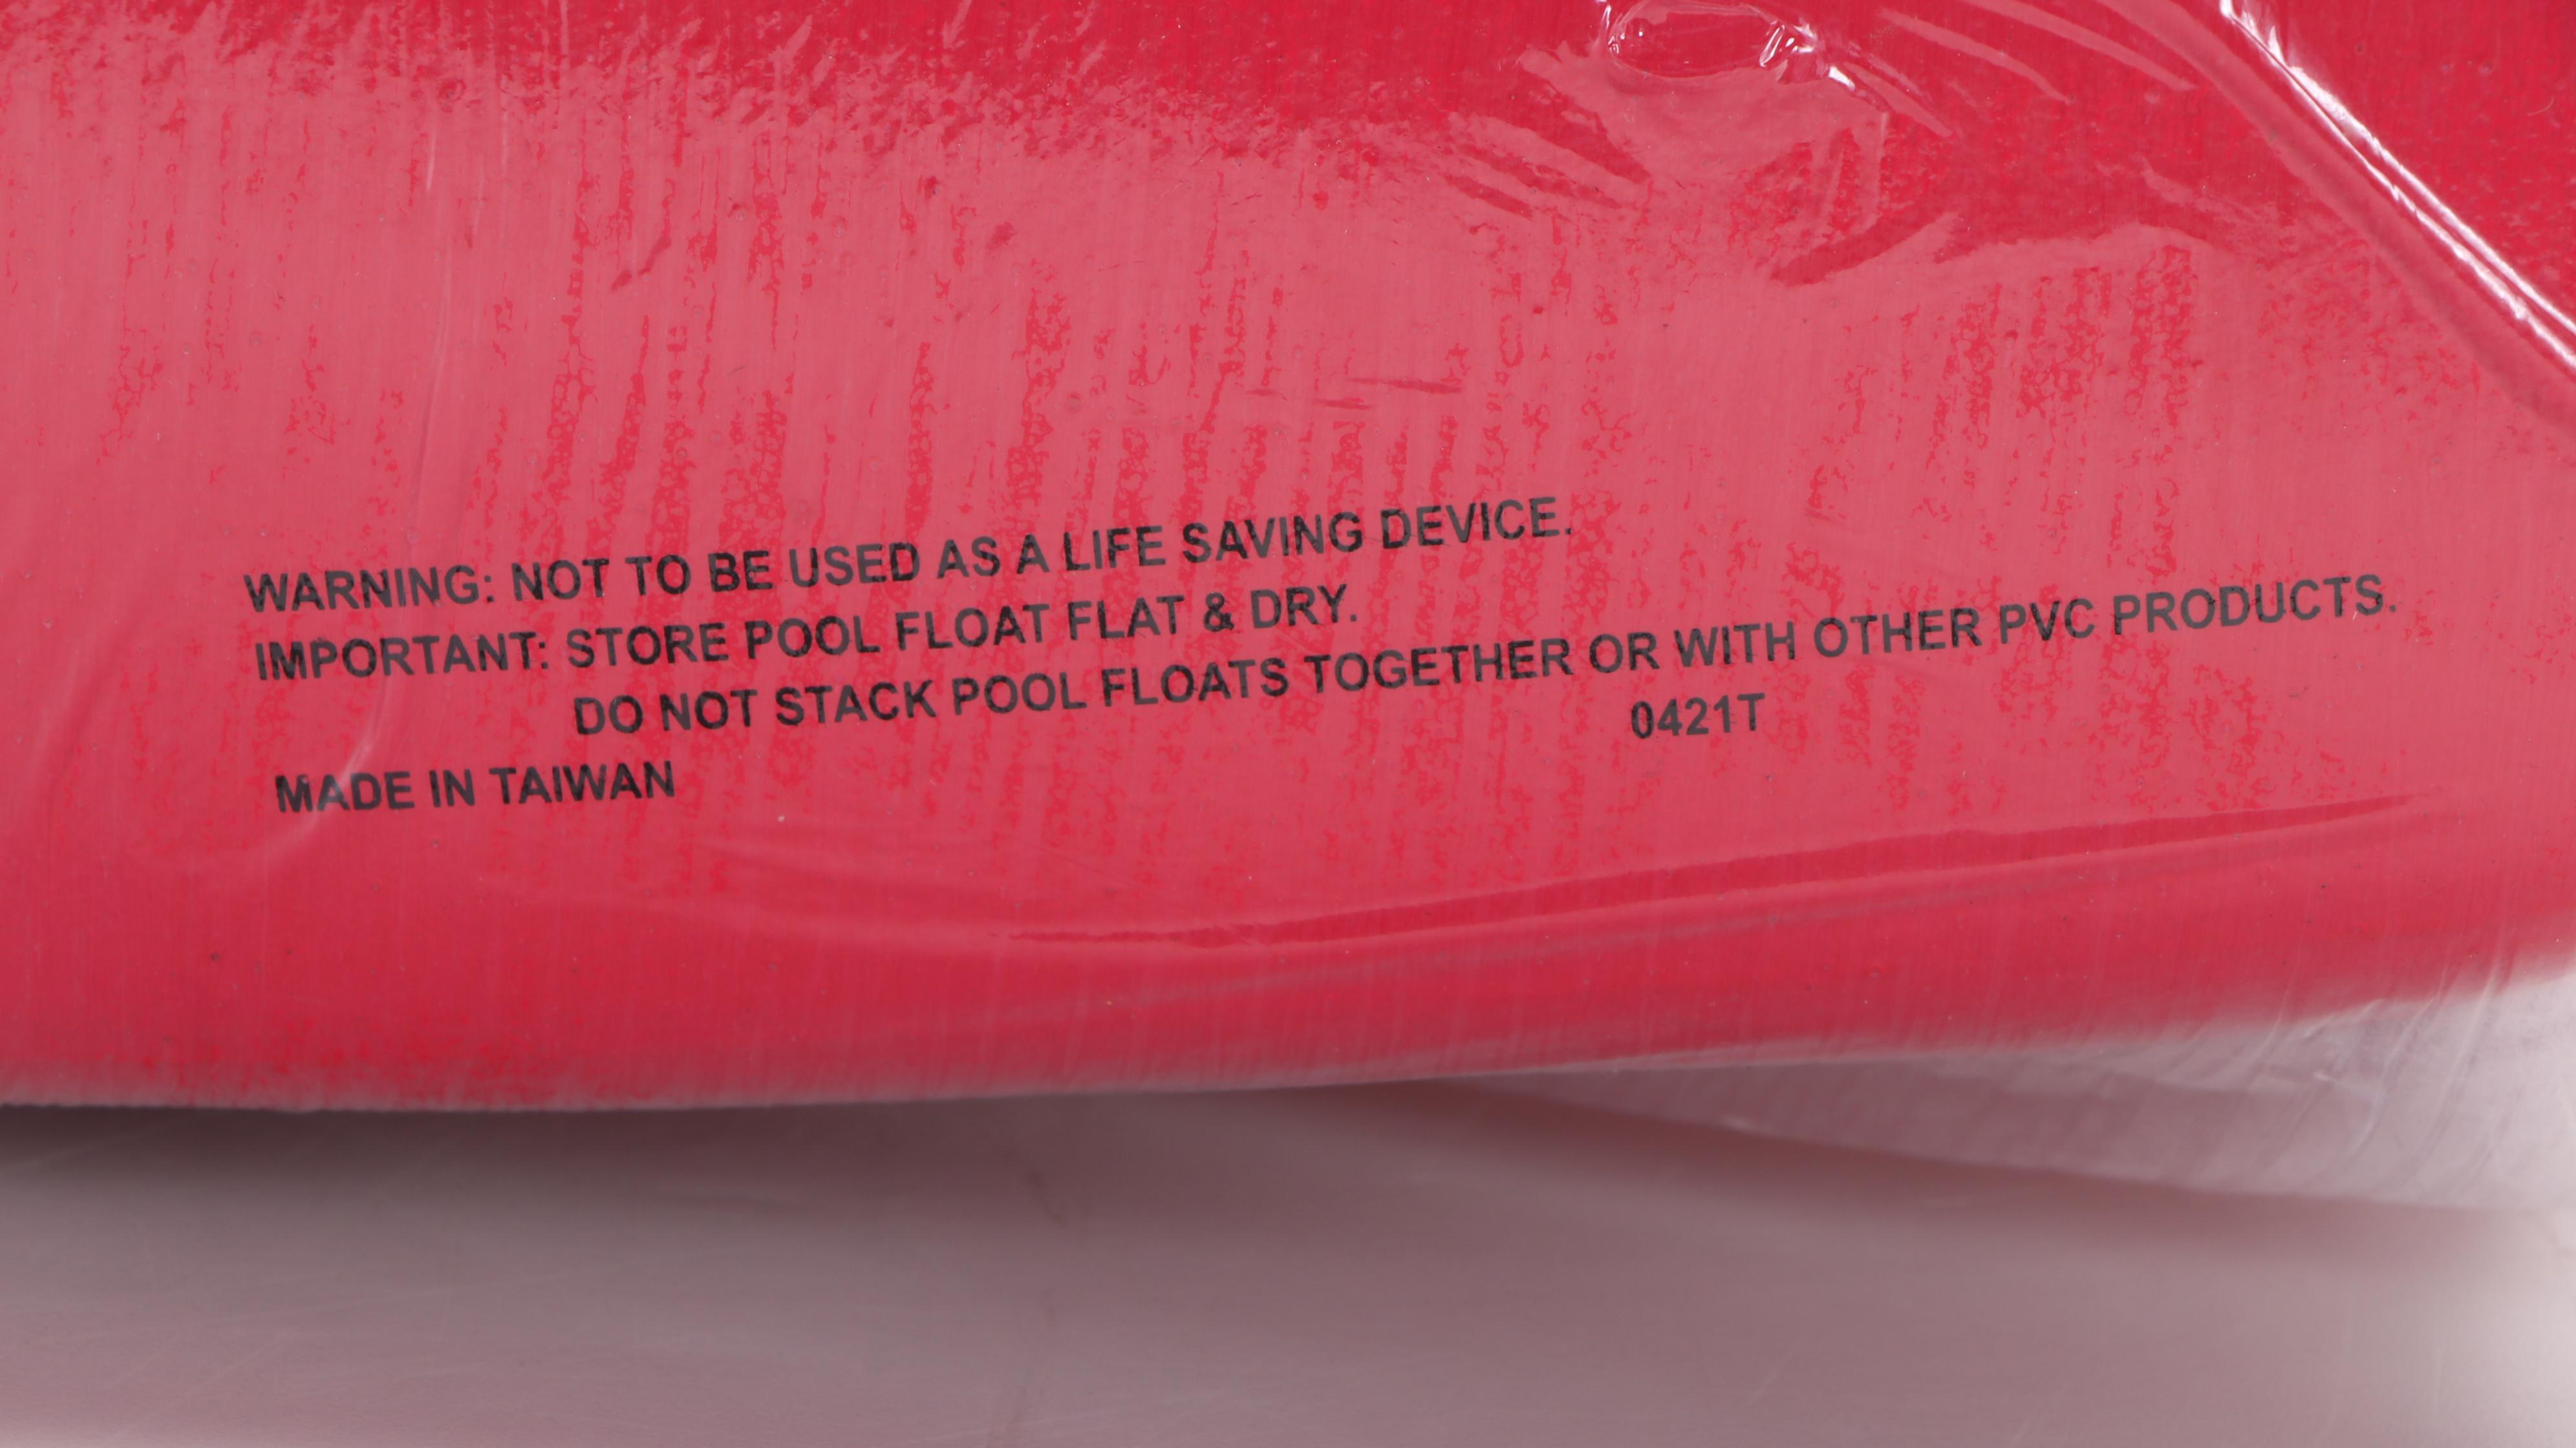 WARNING: NOT TO BE USED AS A LIFE SAVING DEVICE.
IMPORTANT: STORE POOL FLOAT FLAT & DRY.
DO NOT STACK POOL FLOATS TOGETHER OR WITH OTHER PVC PRODUCTS.
0421T
MADE IN TAIWAN